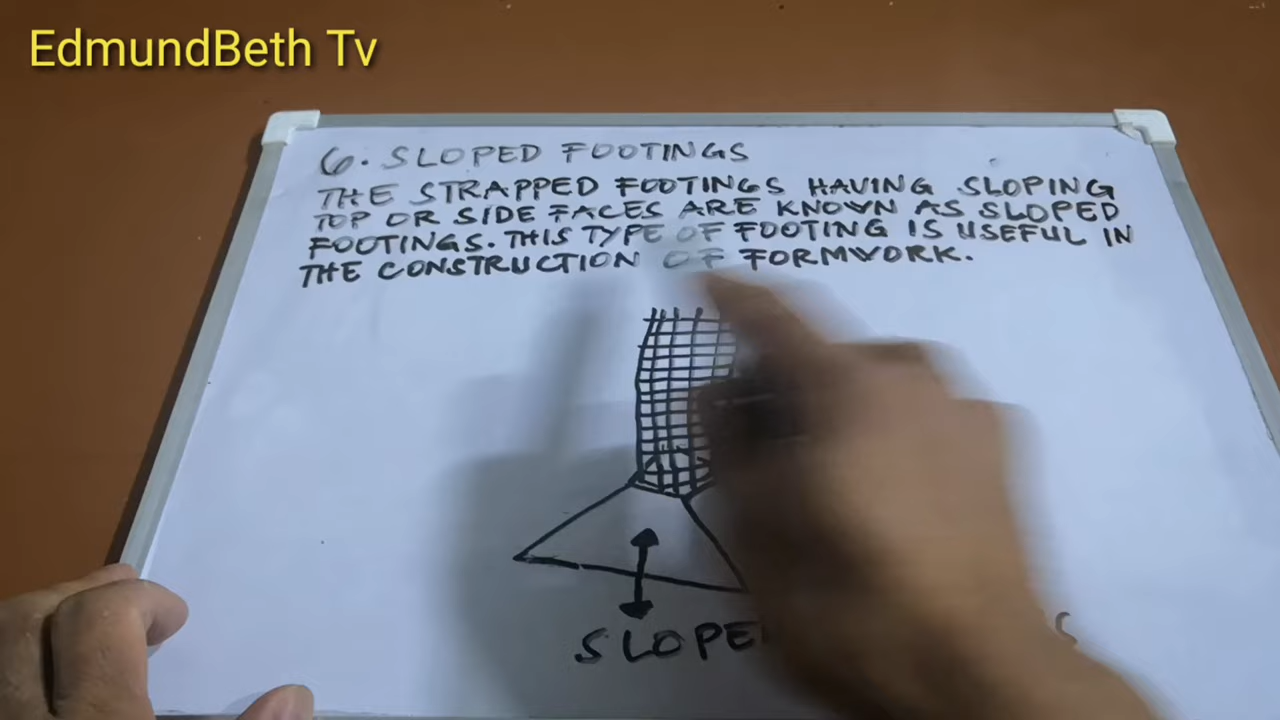 EdmundBeth Tv
6. SLOPED FOOTINGS
THE STRAPPED FOOTINGS HAVING SLOPING
TOP OR SIDE FACES ARE KNOWN AS SLOPED
FOOTINGS. THIS TYPE OF FOOTING IS USEFUL IN
THE CONSTRUCTION OF FORMWORK.